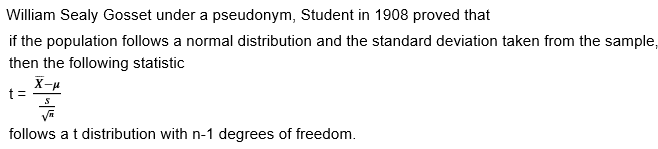 William Sealy Gosset under a pseudonym, Student in 1908 proved that
if the population follows a normal distribution and the standard deviation taken from the sample,
then the following statistic
t = \frac{\overline{X}-\mu}{\frac{s}{\sqrt{n}}}
follows a t distribution with n-1 degrees of freedom.